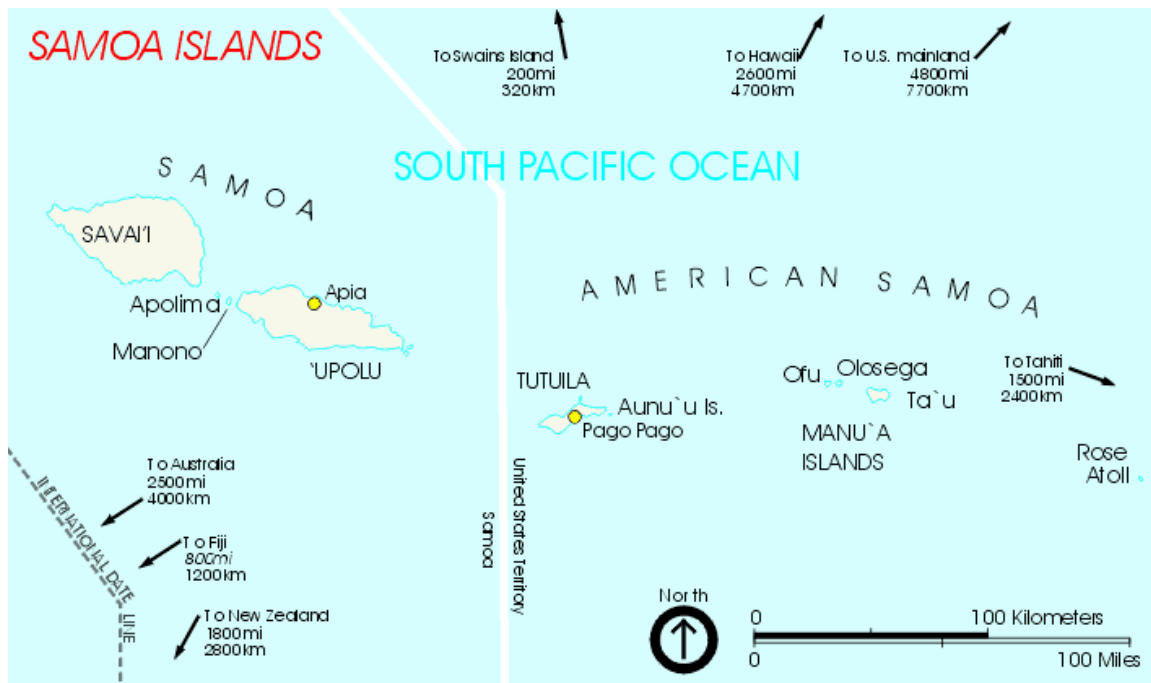 SAMOA ISLANDS
To Swains Island
200mi
320km
To Hawaii
2600mi
4700km
To U.S. mainland
4800mi
7700km
SOUTH PACIFIC OCEAN
SAMOA
SAVAI'I
Apolima
Manono
Apia
'UPOLU
AMERICAN SAMOA
TUTUILA
Aunu`u Is.
Pago Pago
Ofu
Olosega
Ta`u
MANU`A
ISLANDS
To Tahiti
1500mi
2400km
Rose
Atoll
To Australia
2500mi
4000km
INTERNATIONAL DATE
LINE
To Fiji
800mi
1200km
To New Zealand
1800mi
2800km
Samoa
United States Territory
North
0 100 Kilometers
0 100 Miles